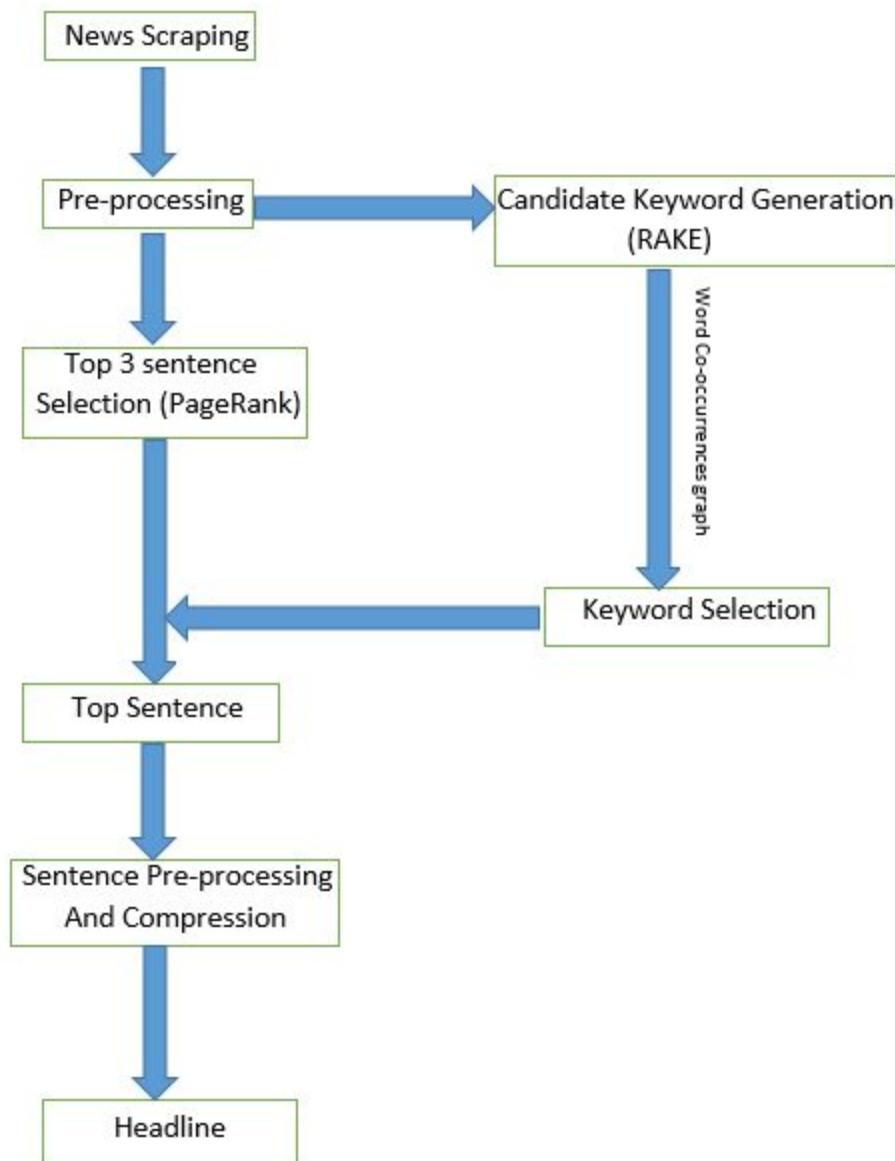 News Scraping
Pre-processing
Candidate Keyword Generation
(RAKE)
Top 3 sentence
Selection (PageRank)
Word Co-occurrences graph
Keyword Selection
Top Sentence
Sentence Pre-processing
And Compression
Headline